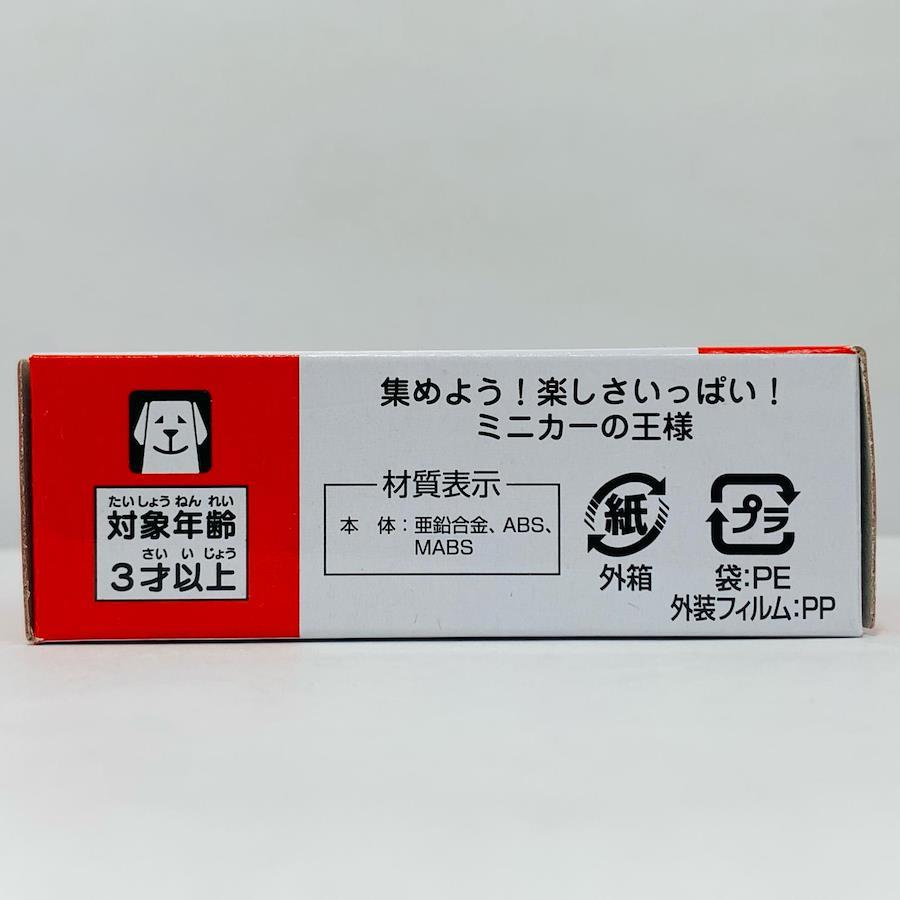 集めよう！楽しさいっぱい！
ミニカーの王様
たいしょうねんれい
対象年齢
さいいじょう
3才以上
材質表示
本　体：亜鉛合金、ABS、
MABS
紙
外箱
プラ
袋：PE
外装フィルム：PP